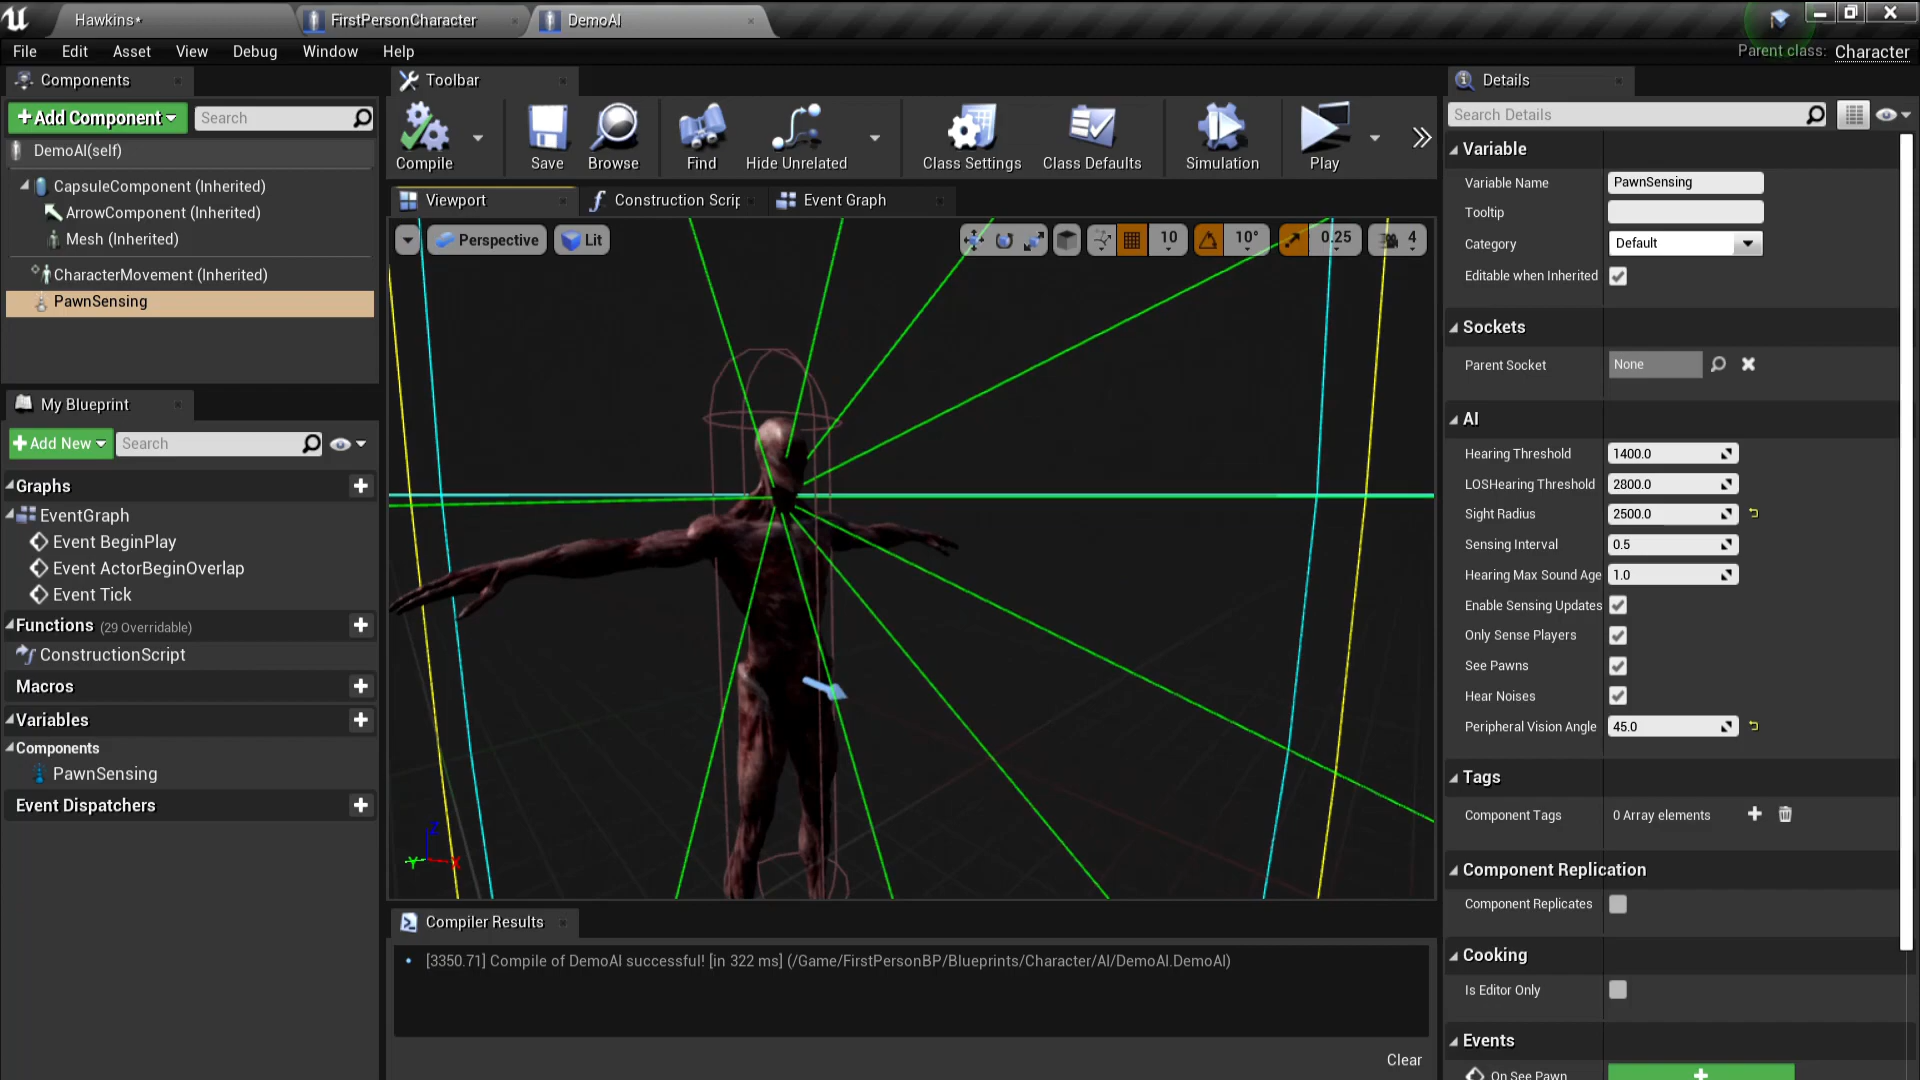 Hawkins*
FirstPersonCharacter
DemoAI
File Edit Asset View Debug Window Help
Parent class: Character
Components
Add Component
Search
DemoAI(self)
CapsuleComponent (Inherited)
ArrowComponent (Inherited)
Mesh (Inherited)
CharacterMovement (Inherited)
PawnSensing
My Blueprint
Add New
Search
Graphs
EventGraph
Event BeginPlay
Event ActorBeginOverlap
Event Tick
Functions (29 Overridable)
ConstructionScript
Macros
Variables
Components
PawnSensing
Event Dispatchers
Toolbar
Compile
Save
Browse
Find
Hide Unrelated
Class Settings
Class Defaults
Simulation
Play
Viewport
Construction Scrip
Event Graph
Perspective
Lit
10
10°
0.25
4
Z
Y
X
Compiler Results
[3350.71] Compile of DemoAI successful! [in 322 ms] (/Game/FirstPersonBP/Blueprints/Character/AI/DemoAI.DemoAI)
Clear
Details
Search Details
Variable
Variable Name PawnSensing
Tooltip
Category Default
Editable when Inherited
Sockets
Parent Socket None
AI
Hearing Threshold 1400.0
LOSHearing Threshold 2800.0
Sight Radius 2500.0
Sensing Interval 0.5
Hearing Max Sound Age 1.0
Enable Sensing Updates
Only Sense Players
See Pawns
Hear Noises
Peripheral Vision Angle 45.0
Tags
Component Tags 0 Array elements
Component Replication
Component Replicates
Cooking
Is Editor Only
Events
On See Pawn